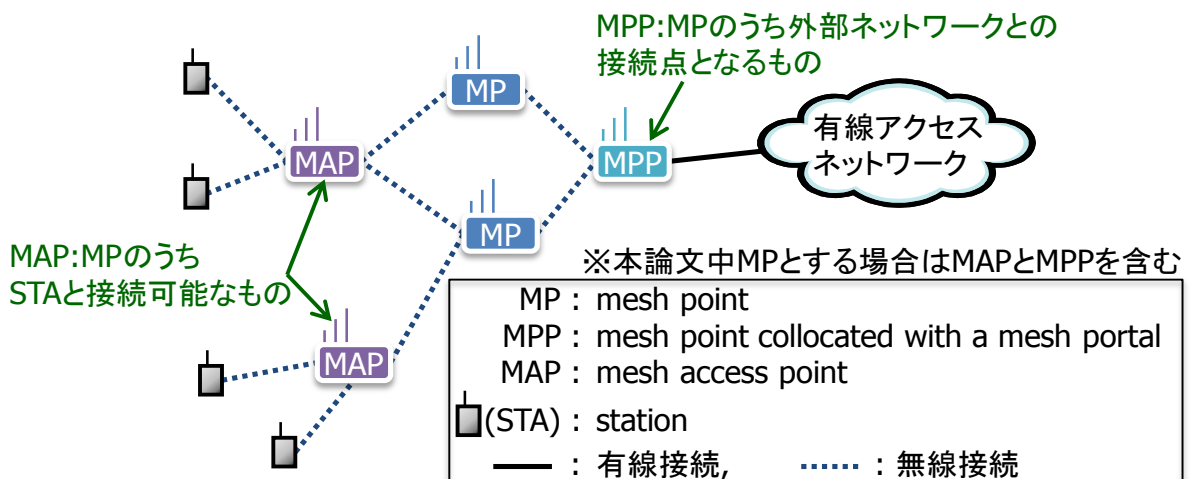 MPP:MPのうち外部ネットワークとの
接続点となるもの
MP
有線アクセス
ネットワーク
MAP
MPP
MP
MAP:MPのうち
STAと接続可能なもの
※本論文中MPとする場合はMAPとMPPを含む
MAP
MP : mesh point
MPP : mesh point collocated with a mesh portal
MAP : mesh access point
(STA) : station
: 有線接続, : 無線接続